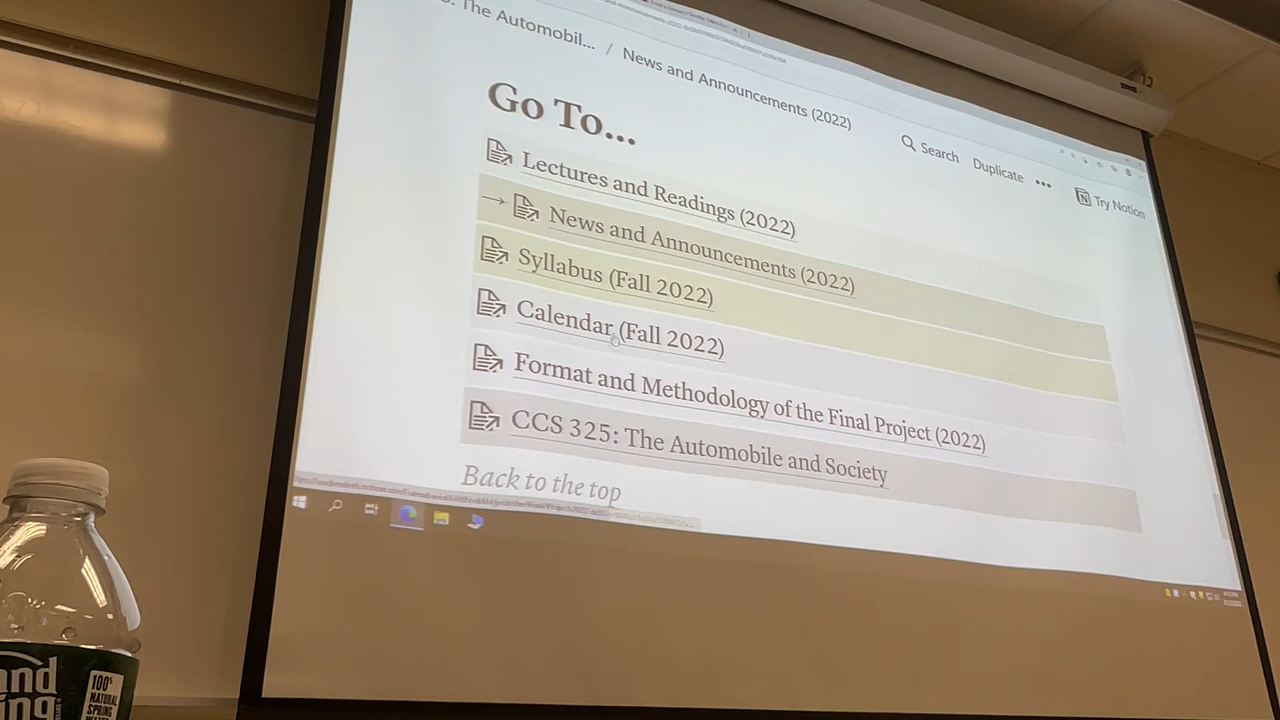 The Automobil... / News and Announcements (2022)
Search Duplicate ••• Try Notion
Go To...
Lectures and Readings (2022)
→ News and Announcements (2022)
Syllabus (Fall 2022)
Calendar (Fall 2022)
Format and Methodology of the Final Project (2022)
CCS 325: The Automobile and Society
Back to the top
and
ing
100%
NATURAL
SPRING